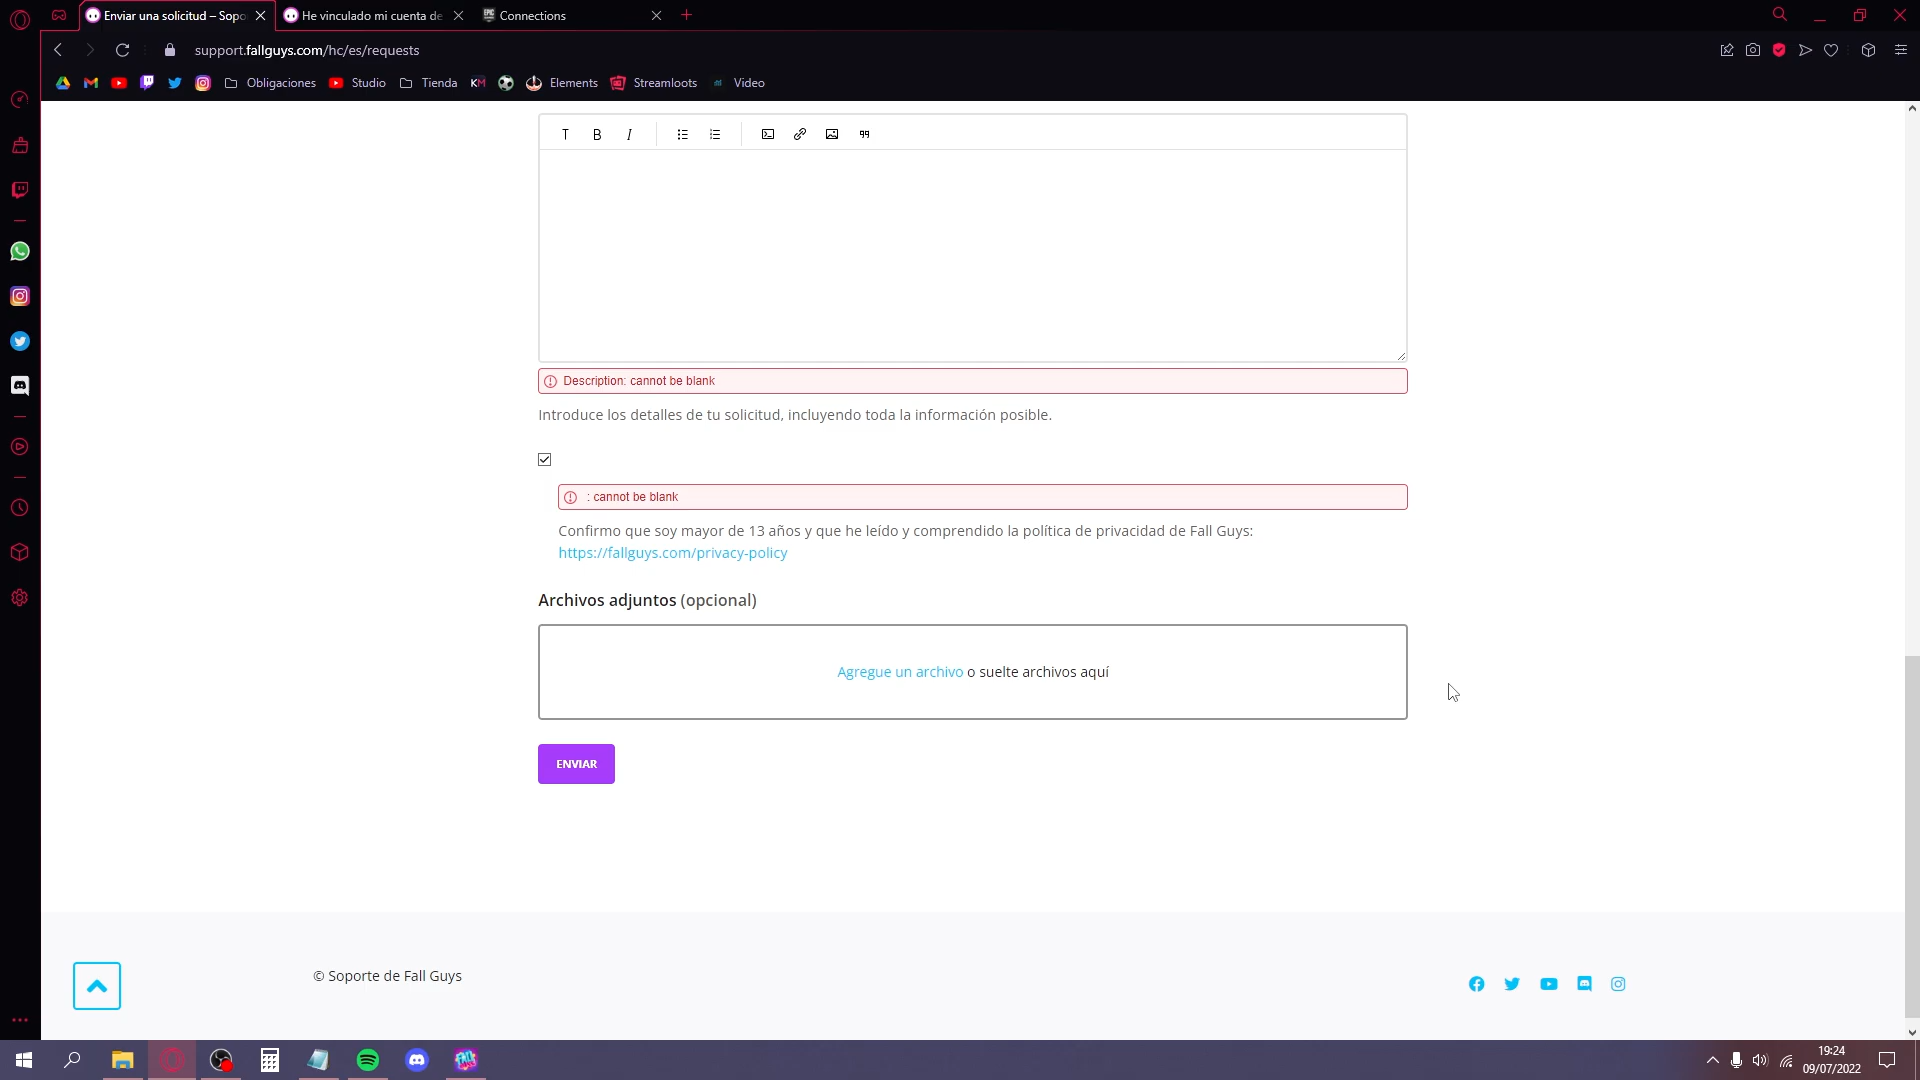 Enviar una solicitud – Sopo
He vinculado mi cuenta de
Connections
support.fallguys.com/hc/es/requests
Obligaciones
Studio
Tienda
KM
Elements
Streamloots
Video
T B I
Description: cannot be blank
Introduce los detalles de tu solicitud, incluyendo toda la información posible.
: cannot be blank
Confirmo que soy mayor de 13 años y que he leído y comprendido la política de privacidad de Fall Guys:
https://fallguys.com/privacy-policy
Archivos adjuntos (opcional)
Agregue un archivo o suelte archivos aquí
ENVIAR
© Soporte de Fall Guys
19:24
09/07/2022